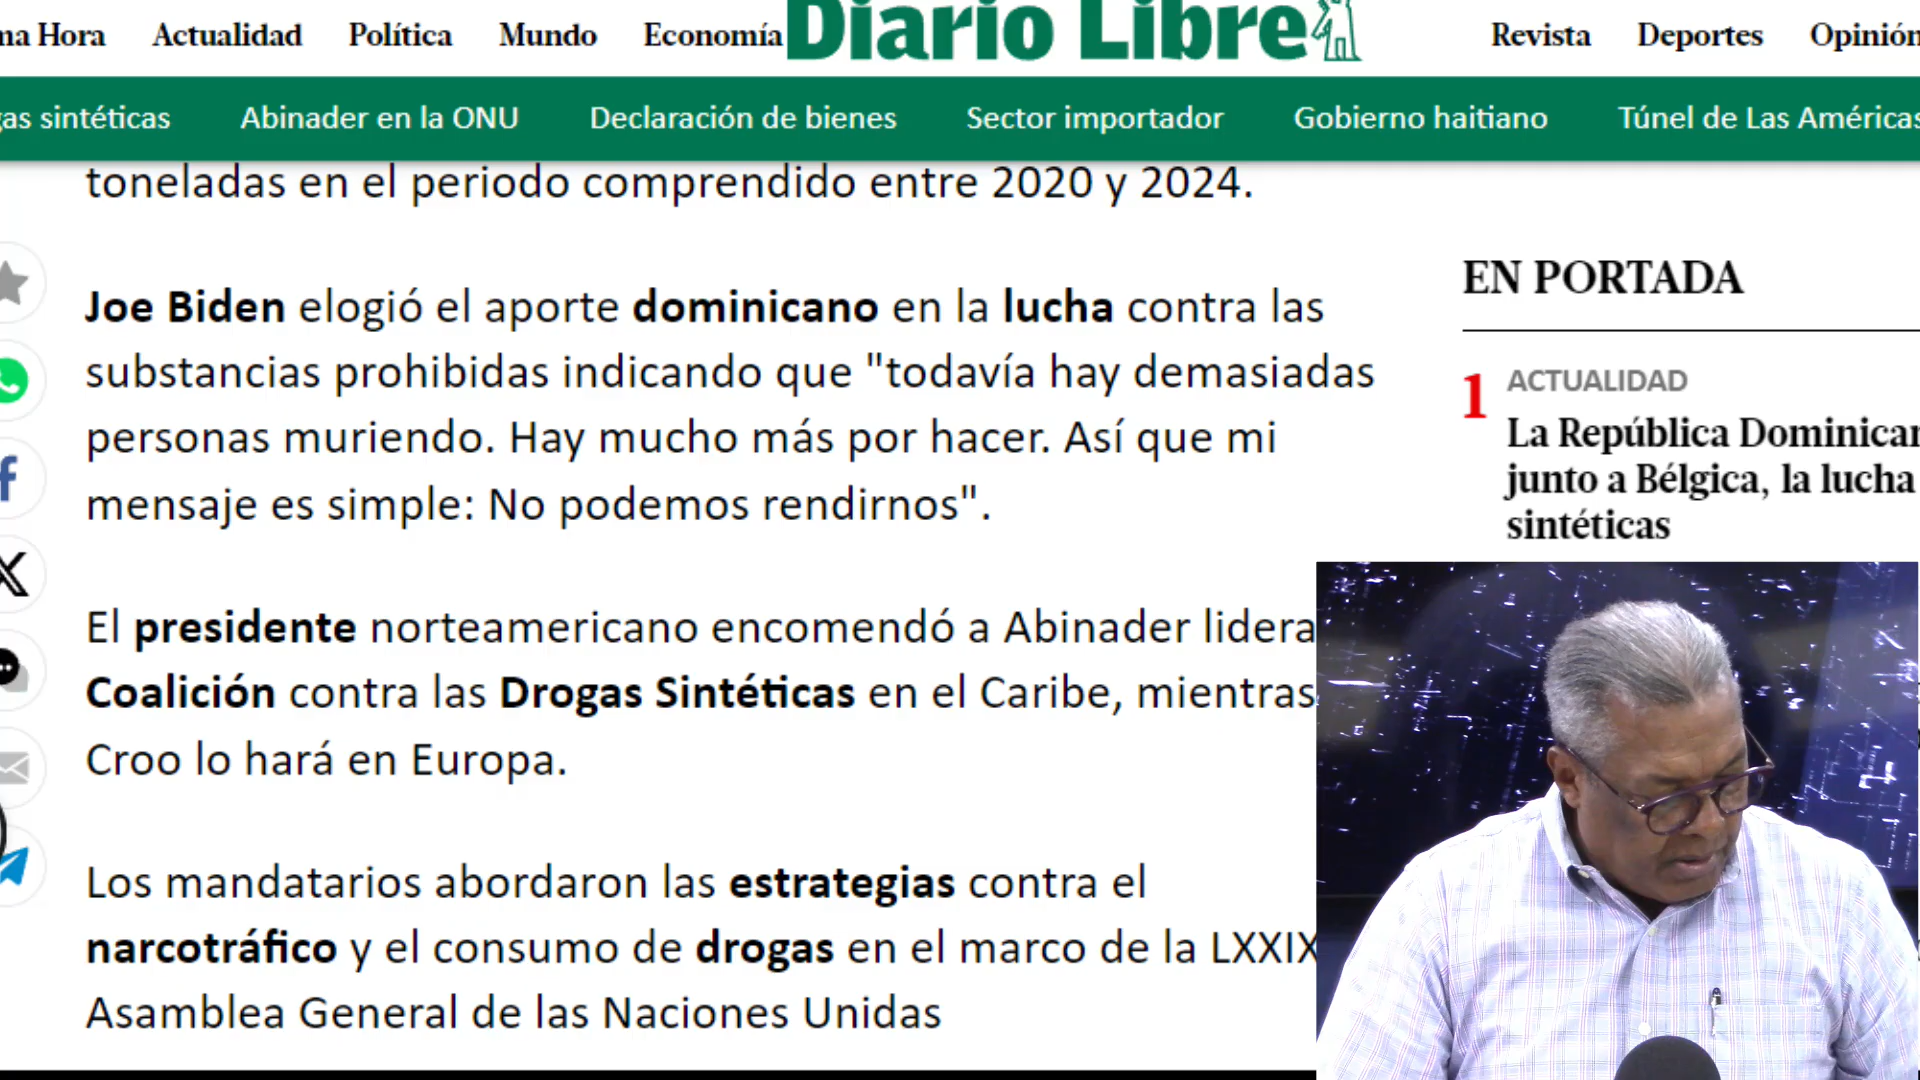 ma Hora Actualidad Política Mundo Economía Diario Libre Revista Deportes Opinión
gas sintéticas Abinader en la ONU Declaración de bienes Sector importador Gobierno haitiano Túnel de Las Américas
toneladas en el periodo comprendido entre 2020 y 2024.
Joe Biden elogió el aporte dominicano en la lucha contra las
substancias prohibidas indicando que "todavía hay demasiadas
personas muriendo. Hay mucho más por hacer. Así que mi
mensaje es simple: No podemos rendirnos".
El presidente norteamericano encomendó a Abinader lidera
Coalición contra las Drogas Sintéticas en el Caribe, mientras
Croo lo hará en Europa.
Los mandatarios abordaron las estrategias contra el
narcotráfico y el consumo de drogas en el marco de la LXXIX
Asamblea General de las Naciones Unidas
EN PORTADA
1 ACTUALIDAD
La República Dominican
junto a Bélgica, la lucha
sintéticas